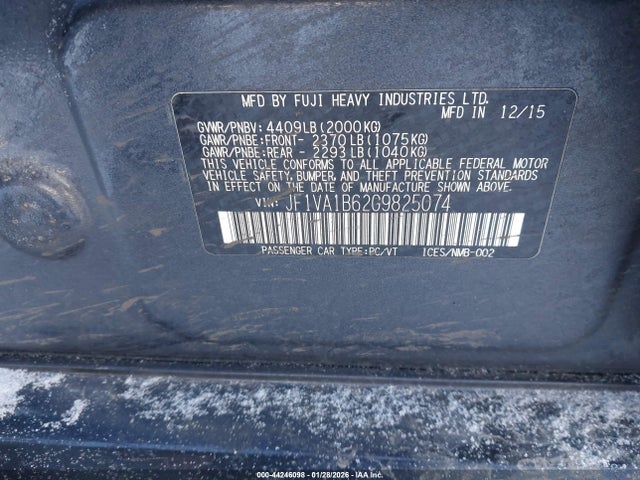 MFD BY FUJI HEAVY INDUSTRIES LTD.
MFD IN 12/15
GVWR/PNBV: 4409LB(2000KG)
GAWR/PNBE:FRONT- 2370LB(1075KG)
GAWR/PNBE:REAR - 2293LB(1040KG)
THIS VEHICLE CONFORMS TO ALL APPLICABLE FEDERAL MOTOR
VEHICLE SAFETY, BUMPER, AND THEFT PREVENTION STANDARDS
IN EFFECT ON THE DATE OF MANUFACTURE SHOWN ABOVE.
VIN: JF1VA1B62G9825074
PASSENGER CAR TYPE:PC/VT ICES/NMB-002
000-44246098 - 01/28/2026 - IAA Inc.